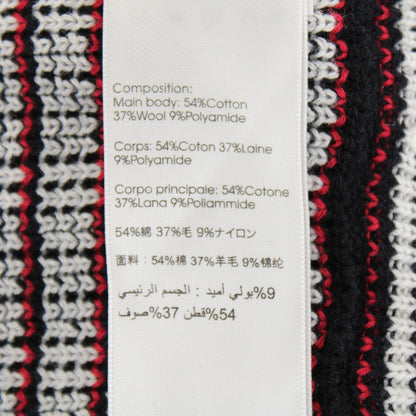 Composition:
Main body: 54%Cotton
37%Wool 9%Polyamide
Corps: 54%Coton 37%Laine
9%Polyamide
Corpo principale: 54%Cotone
37%Lana 9%Poliammide
54%綿 37%毛 9%ナイロン
面料：54%棉 37%羊毛 9%锦纶
9%بولي أميد : الجسم الرئيسي
54%قطن 37%صوف